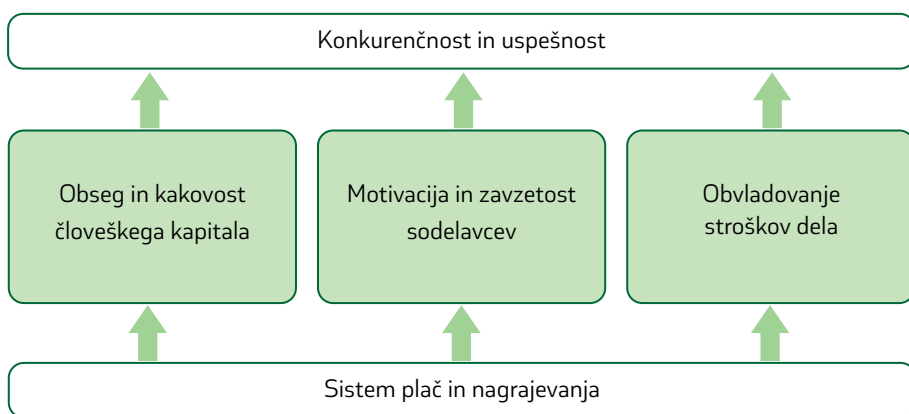 Konkurenčnost in uspešnost
Obseg in kakovost
človeškega kapitala
Motivacija in zavzetost
sodelavcev
Obvladovanje
stroškov dela
Sistem plač in nagrajevanja